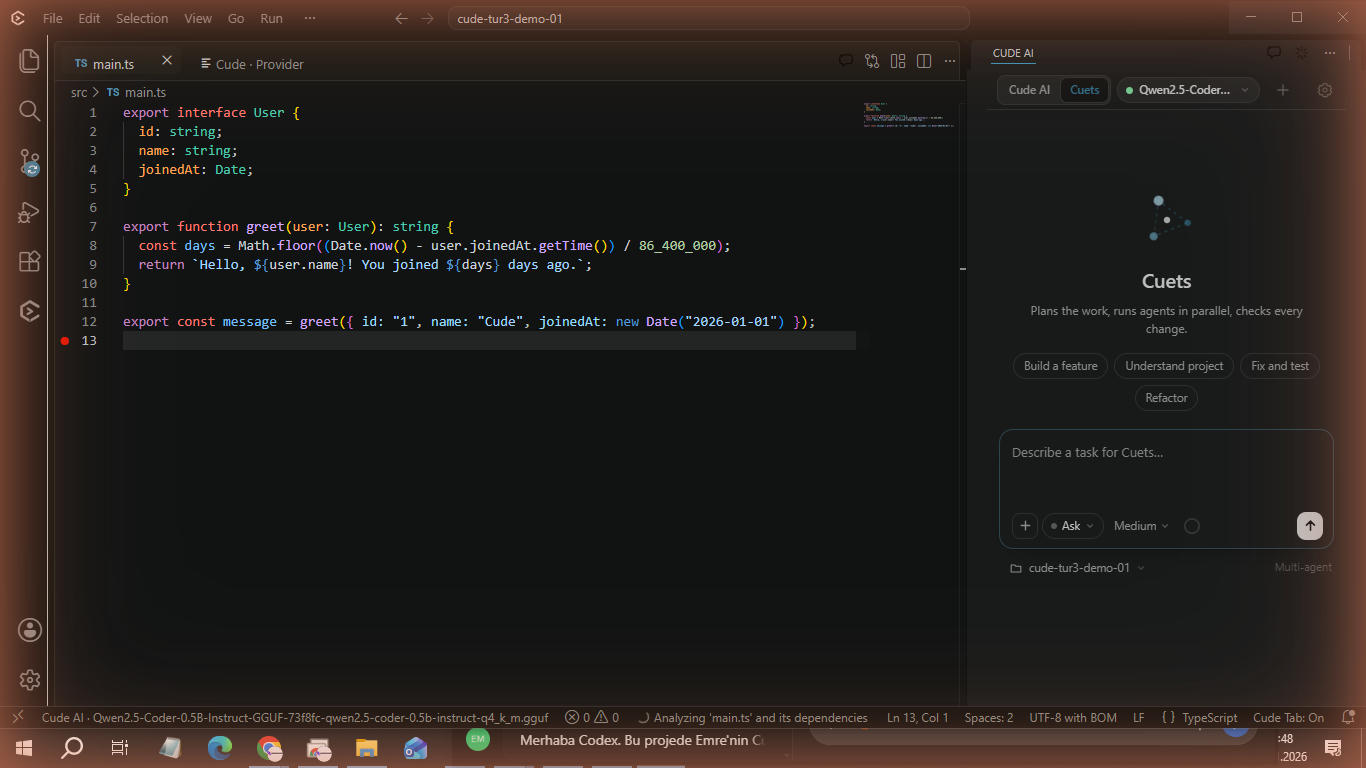 File Edit Selection View Go Run ···
cude-tur3-demo-01
TS main.ts
Cude · Provider
src > TS main.ts
1 export interface User {
2 id: string;
3 name: string;
4 joinedAt: Date;
5 }
6
7 export function greet(user: User): string {
8 const days = Math.floor((Date.now() - user.joinedAt.getTime()) / 86_400_000);
9 return `Hello, ${user.name}! You joined ${days} days ago.`;
10 }
11
12 export const message = greet({ id: "1", name: "Cude", joinedAt: new Date("2026-01-01") });
13
CUDE AI
Cude AI Cuets Qwen2.5-Coder...
Cuets
Plans the work, runs agents in parallel, checks every
change.
Build a feature Understand project Fix and test
Refactor
Describe a task for Cuets...
Ask Medium
cude-tur3-demo-01 Multi-agent
Cude AI · Qwen2.5-Coder-0.5B-Instruct-GGUF-73f8fc-qwen2.5-coder-0.5b-instruct-q4_k_m.gguf 0 0 Analyzing 'main.ts' and its dependencies Ln 13, Col 1 Spaces: 2 UTF-8 with BOM LF { } TypeScript Cude Tab: On
EM Merhaba Codex. Bu projede Emre'nin
:48
.2026